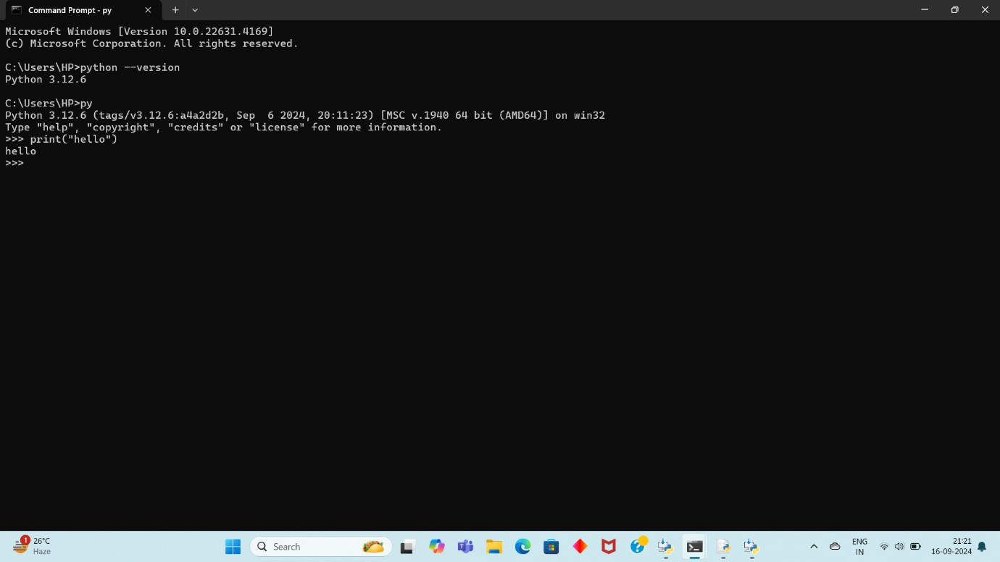 Command Prompt - py
Microsoft Windows [Version 10.0.22631.4169]
(c) Microsoft Corporation. All rights reserved.
C:\Users\HP>python --version
Python 3.12.6
C:\Users\HP>py
Python 3.12.6 (tags/v3.12.6:a4a2d2b, Sep  6 2024, 20:11:23) [MSC v.1940 64 bit (AMD64)] on win32
Type "help", "copyright", "credits" or "license" for more information.
>>> print("hello")
hello
>>>
1
26°C
Haze
Search
ENG
IN
21:21
16-09-2024